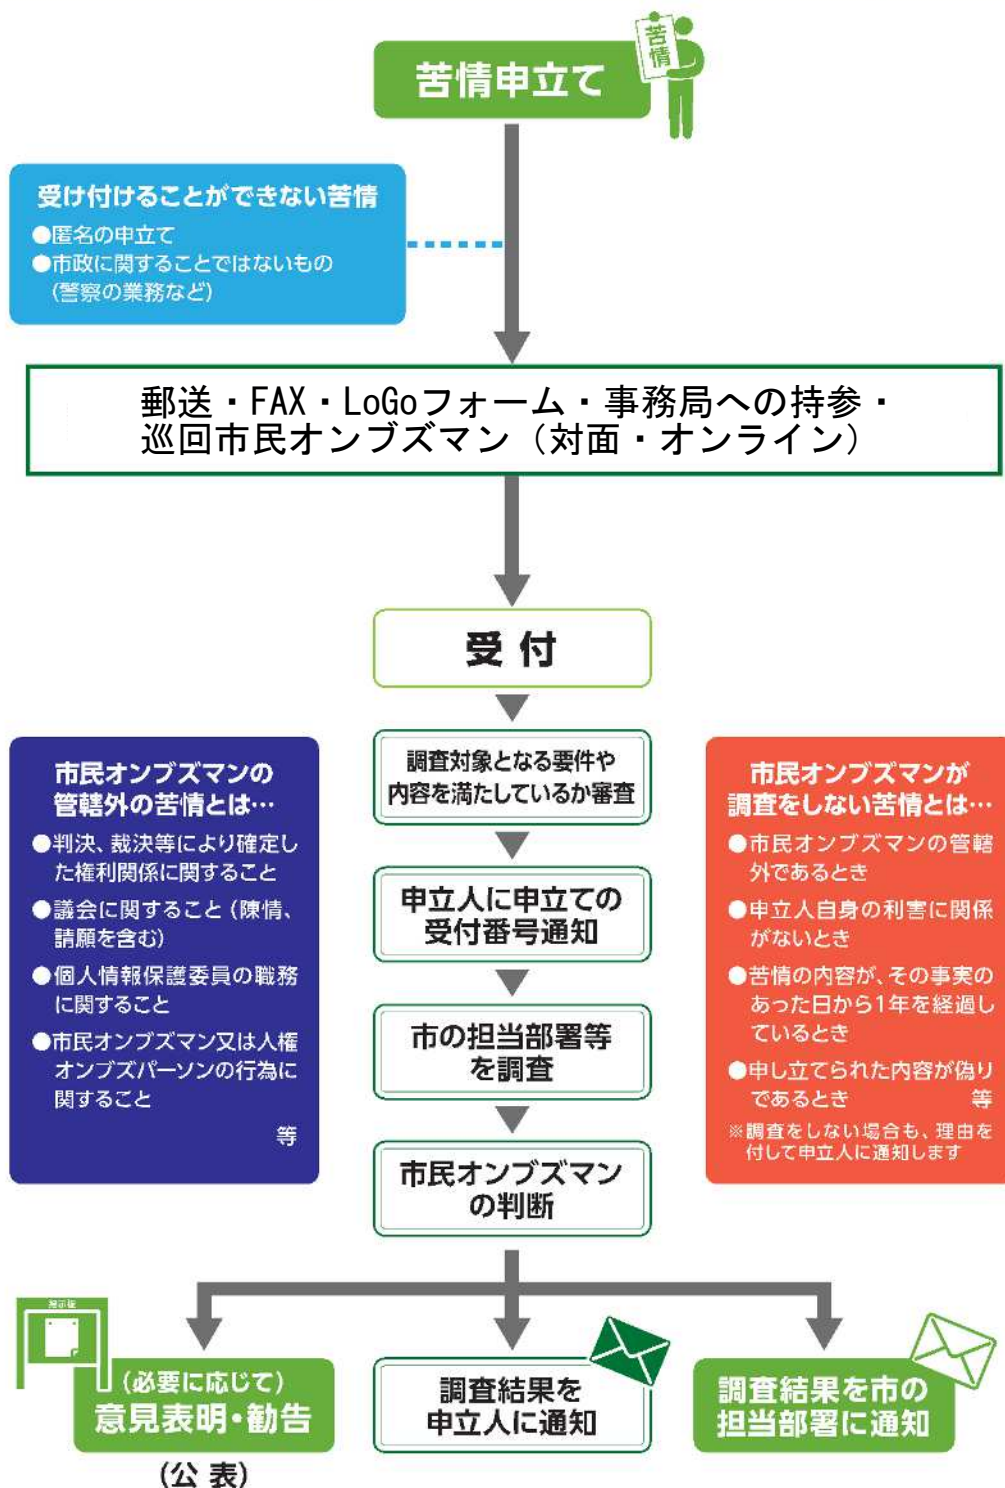 苦情申立て
苦情
受け付けることができない苦情
●匿名の申立て
●市政に関することではないもの
(警察の業務など)
郵送・FAX・LoGoフォーム・事務局への持参・
巡回市民オンブズマン（対面・オンライン）
受付
調査対象となる要件や
内容を満たしているか審査
市民オンブズマンの
管轄外の苦情とは…
●判決、裁決等により確定し
た権利関係に関すること
●議会に関すること（陳情、
請願を含む）
●個人情報保護委員の職務
に関すること
●市民オンブズマン又は人権
オンブズパーソンの行為に
関すること
等
申立人に申立ての
受付番号通知
市の担当部署等
を調査
市民オンブズマン
の判断
市民オンブズマンが
調査をしない苦情とは…
●市民オンブズマンの管轄
外であるとき
●申立人自身の利害に関係
がないとき
●苦情の内容が、その事実の
あった日から1年を経過し
ているとき
●申し立てられた内容が偽り
であるとき 等
※調査をしない場合も、理由を
付して申立人に通知します
掲示板
(必要に応じて)
意見表明・勧告
(公表)
調査結果を
申立人に通知
調査結果を市の
担当部署に通知